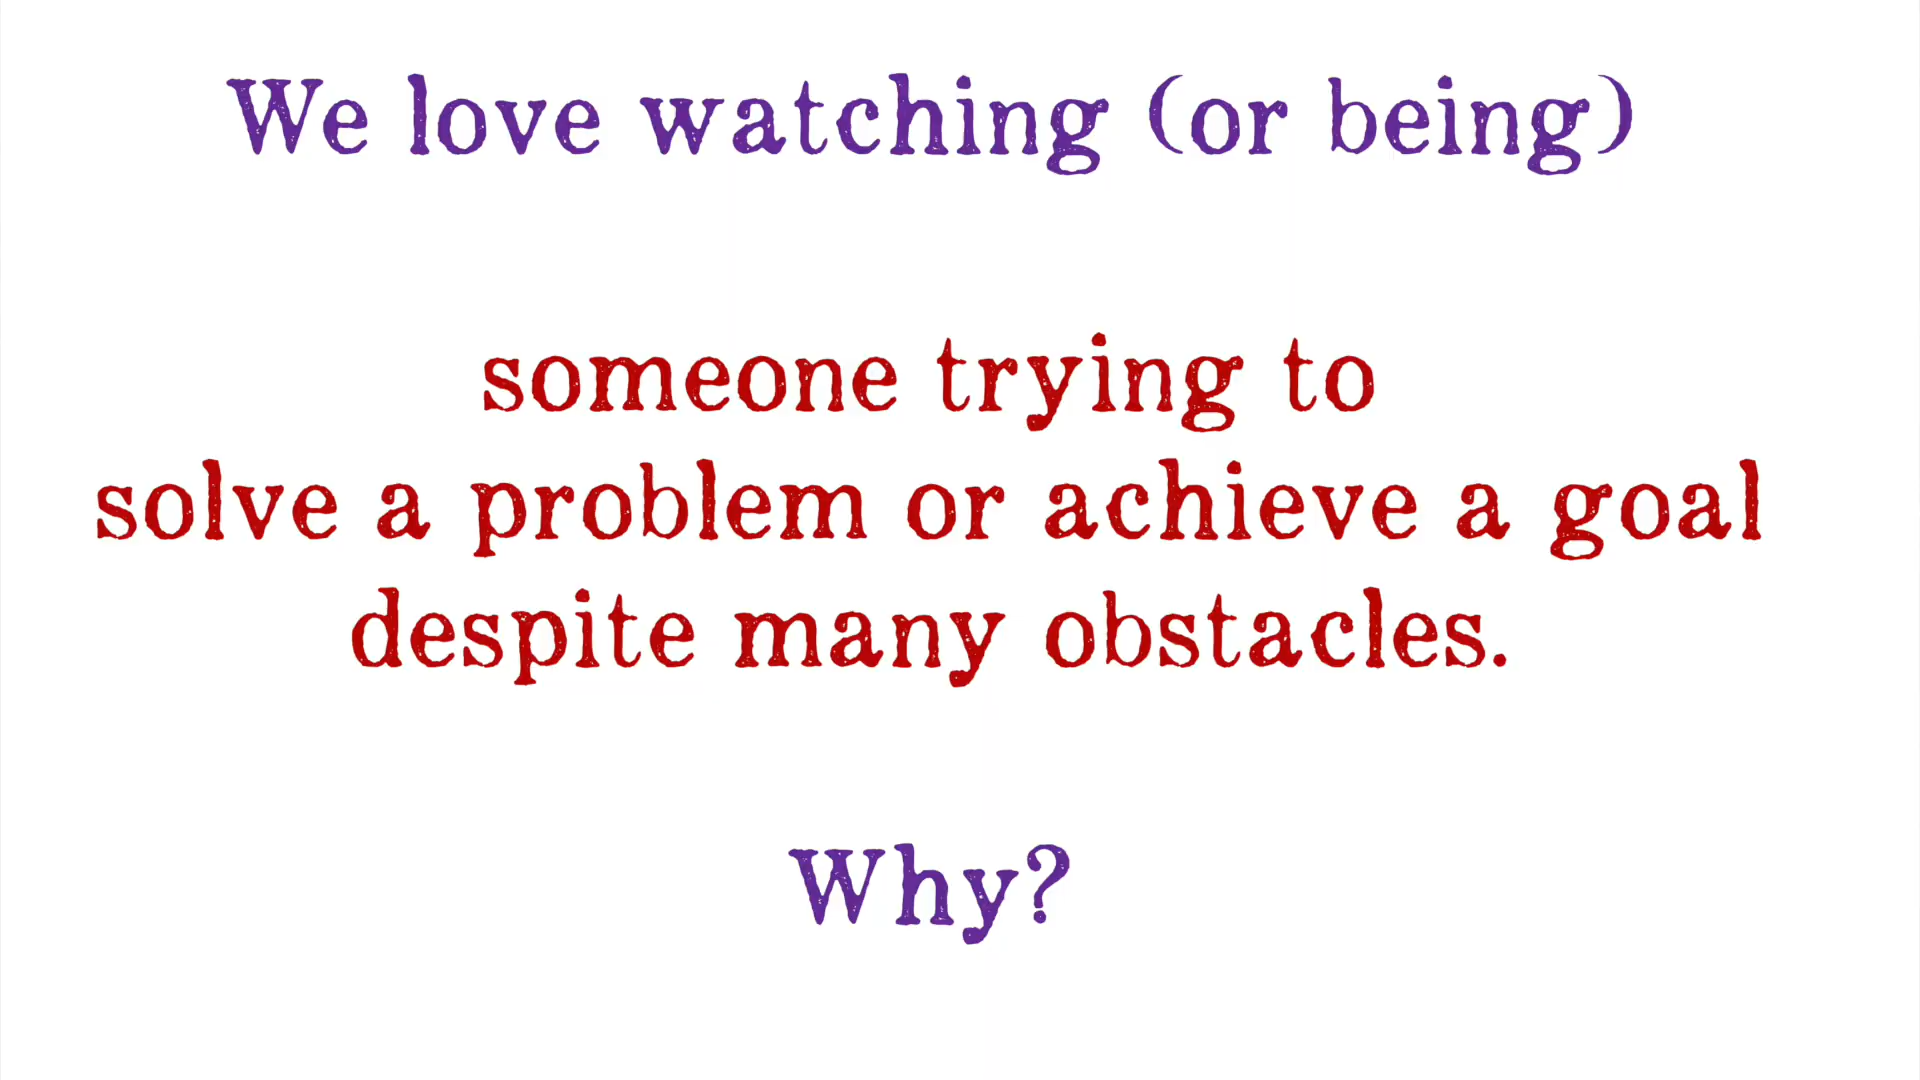 We love watching (or being)
someone trying to
solve a problem or achieve a goal
despite many obstacles.
Why?